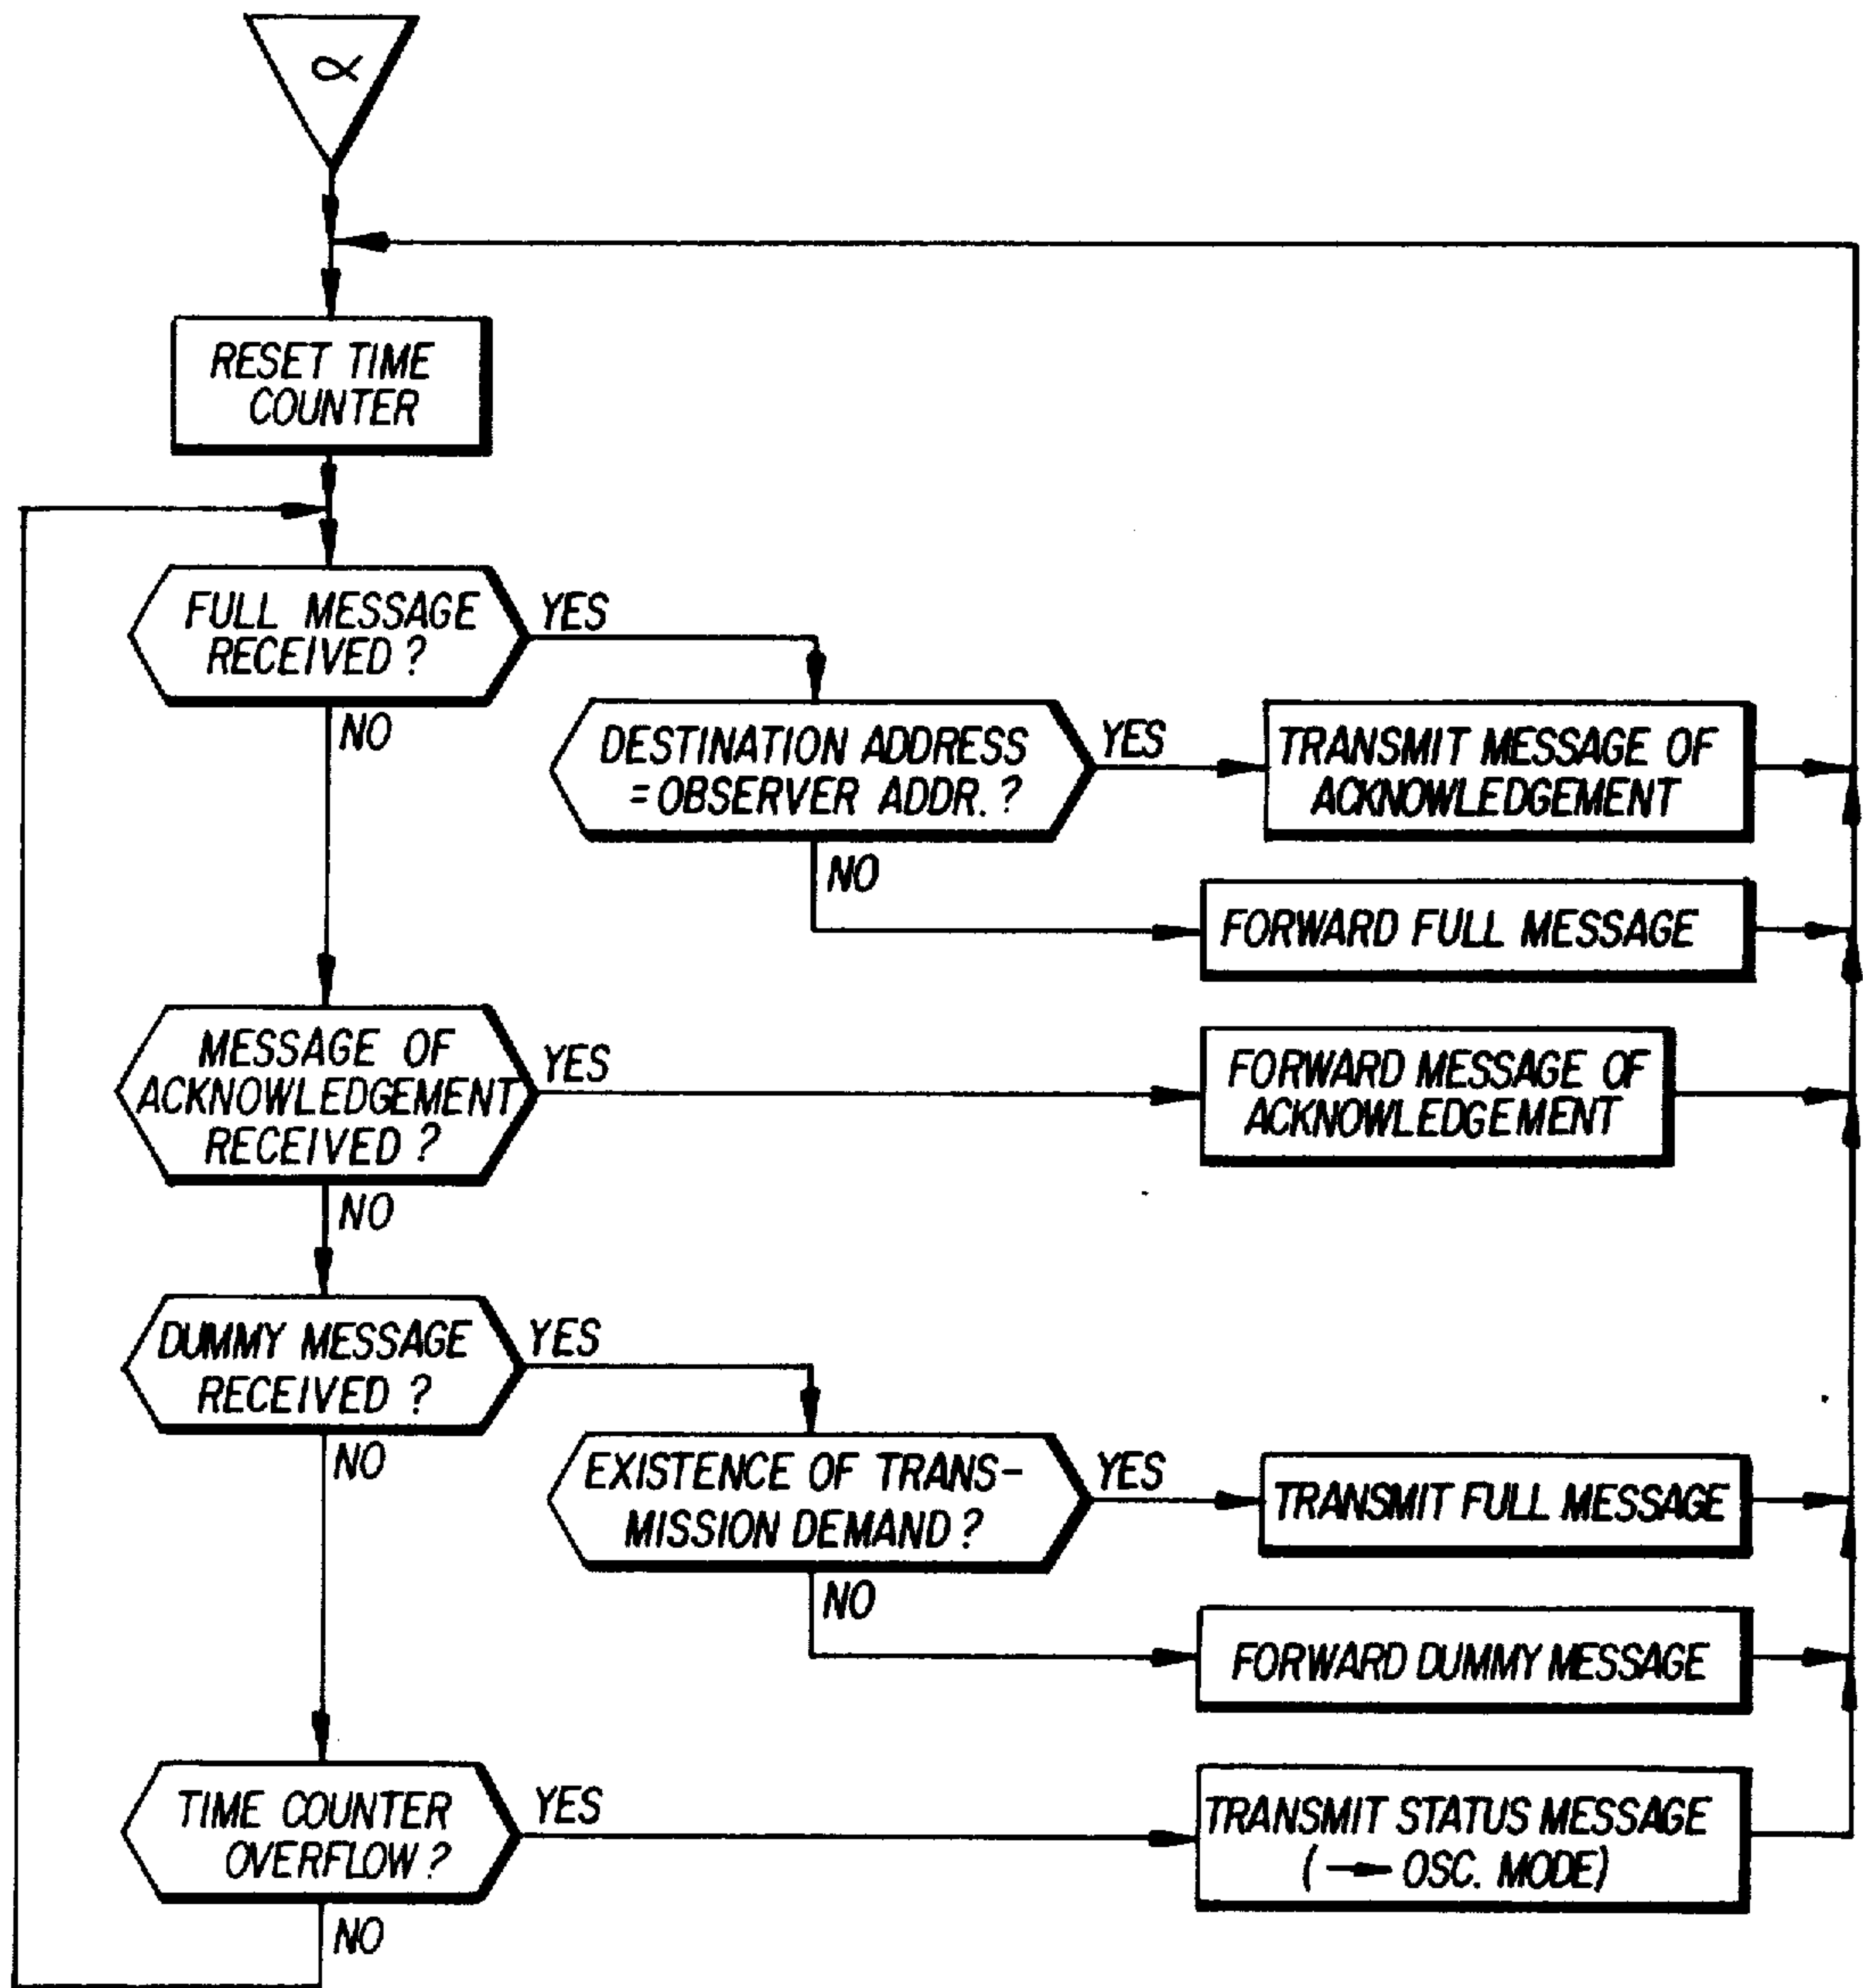 α
RESET TIME
COUNTER
FULL MESSAGE
RECEIVED ?
YES
NO
DESTINATION ADDRESS
= OBSERVER ADDR. ?
YES
NO
TRANSMIT MESSAGE OF
ACKNOWLEDGEMENT
FORWARD FULL MESSAGE
MESSAGE OF
ACKNOWLEDGEMENT
RECEIVED ?
YES
NO
FORWARD MESSAGE OF
ACKNOWLEDGEMENT
DUMMY MESSAGE
RECEIVED ?
YES
NO
EXISTENCE OF TRANS-
MISSION DEMAND ?
YES
NO
TRANSMIT FULL MESSAGE
FORWARD DUMMY MESSAGE
TIME COUNTER
OVERFLOW ?
YES
NO
TRANSMIT STATUS MESSAGE
( → OSC. MODE)